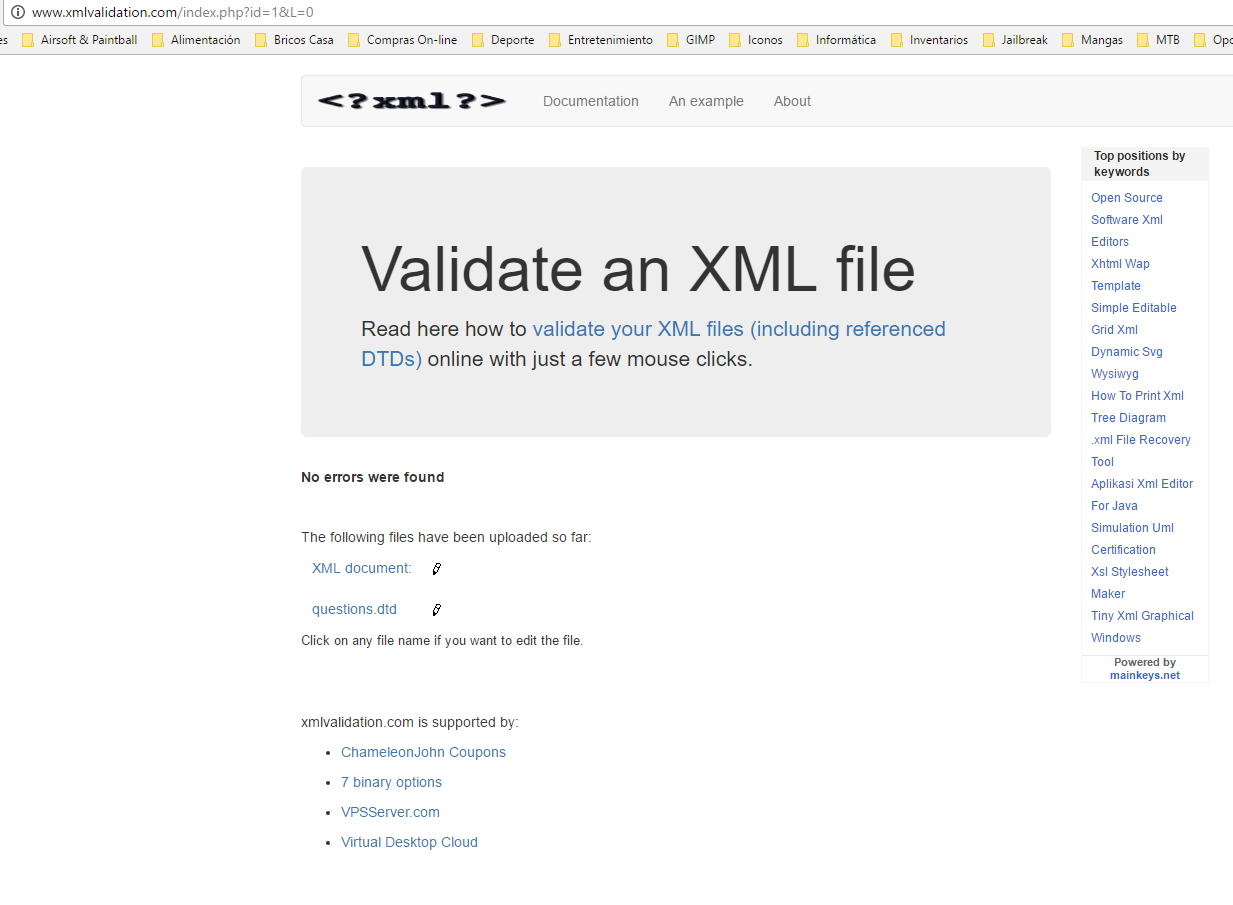 www.xmlvalidation.com/index.php?id=1&L=0
es Airsoft & Paintball Alimentación Bricos Casa Compras On-line Deporte Entretenimiento GIMP Iconos Informática Inventarios Jailbreak Mangas MTB Opo
<?xml?> Documentation An example About
Validate an XML file
Read here how to validate your XML files (including referenced
DTDs) online with just a few mouse clicks.
No errors were found
The following files have been uploaded so far:
XML document:
questions.dtd
Click on any file name if you want to edit the file.
xmlvalidation.com is supported by:
• ChameleonJohn Coupons
• 7 binary options
• VPSServer.com
• Virtual Desktop Cloud
Top positions by
keywords
Open Source
Software Xml
Editors
Xhtml Wap
Template
Simple Editable
Grid Xml
Dynamic Svg
Wysiwyg
How To Print Xml
Tree Diagram
.xml File Recovery
Tool
Aplikasi Xml Editor
For Java
Simulation Uml
Certification
Xsl Stylesheet
Maker
Tiny Xml Graphical
Windows
Powered by
mainkeys.net